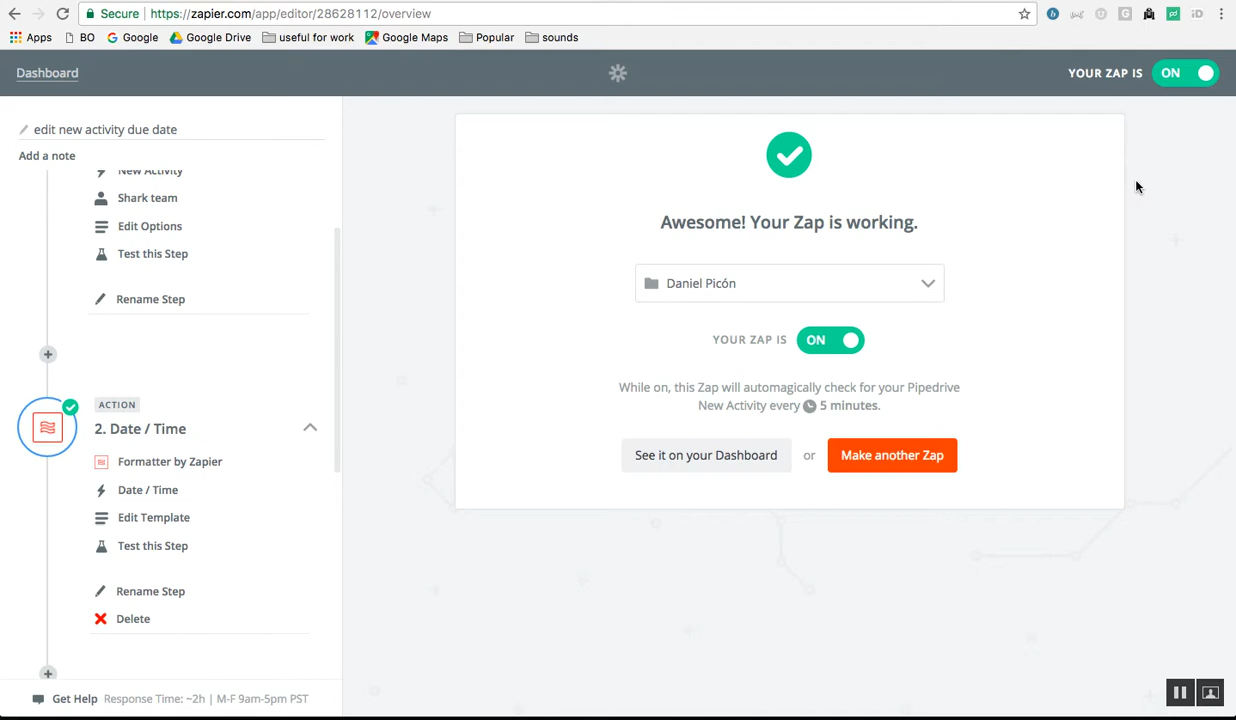 Secure https://zapier.com/app/editor/28628112/overview
Apps BO Google Google Drive useful for work Google Maps Popular sounds
Dashboard
YOUR ZAP IS ON
edit new activity due date
Add a note
New Activity
Shark team
Edit Options
Test this Step
Rename Step
ACTION
2. Date / Time
Formatter by Zapier
Date / Time
Edit Template
Test this Step
Rename Step
Delete
Get Help Response Time: ~2h | M-F 9am-5pm PST
Awesome! Your Zap is working.
Daniel Picón
YOUR ZAP IS ON
While on, this Zap will automagically check for your Pipedrive
New Activity every 5 minutes.
See it on your Dashboard or Make another Zap